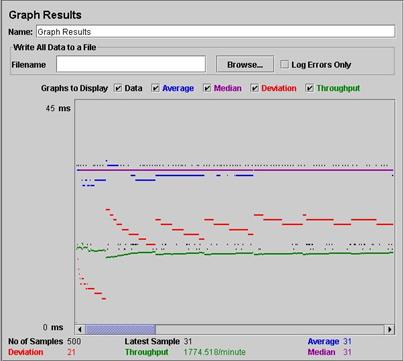 Graph Results
Name: Graph Results
Write All Data to a File
Filename Browse... Log Errors Only
Graphs to Display Data Average Median Deviation Throughput
45 ms
0 ms
No of Samples 500 Latest Sample 31 Average 31
Deviation 21 Throughput 1774.518/minute Median 31